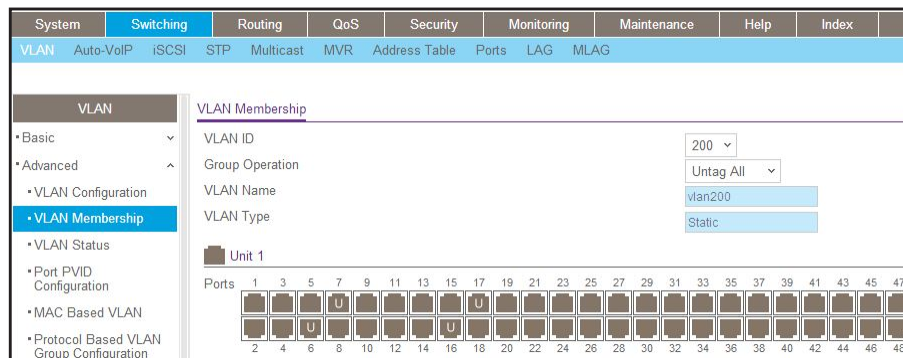 System Switching Routing QoS Security Monitoring Maintenance Help Index
VLAN Auto-VoIP iSCSI STP Multicast MVR Address Table Ports LAG MLAG
VLAN
Basic
Advanced
VLAN Configuration
VLAN Membership
VLAN Status
Port PVID
Configuration
MAC Based VLAN
Protocol Based VLAN
Group Configuration
VLAN Membership
VLAN ID 200
Group Operation Untag All
VLAN Name vlan200
VLAN Type Static
Unit 1
Ports 1 3 5 7 9 11 13 15 17 19 21 23 25 27 29 31 33 35 37 39 41 43 45 47
U U
U U
2 4 6 8 10 12 14 16 18 20 22 24 26 28 30 32 34 36 38 40 42 44 46 48